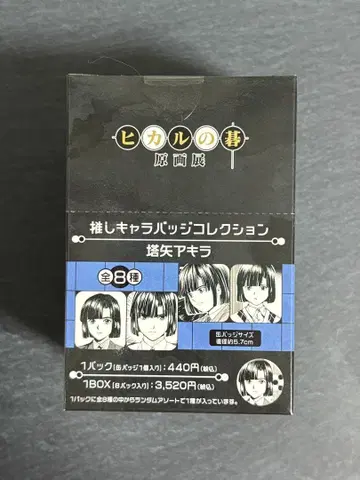 ヒカルの碁
原画展
推しキャラバッジコレクション
塔矢アキラ
全8種
缶バッジサイズ
直径約5.7cm
1パック[缶バッジ1個入り]:440円(税込)
1BOX[8パック入り]:3,520円(税込)
1パックに全8種の中からランダムアソートで1種が入っています。